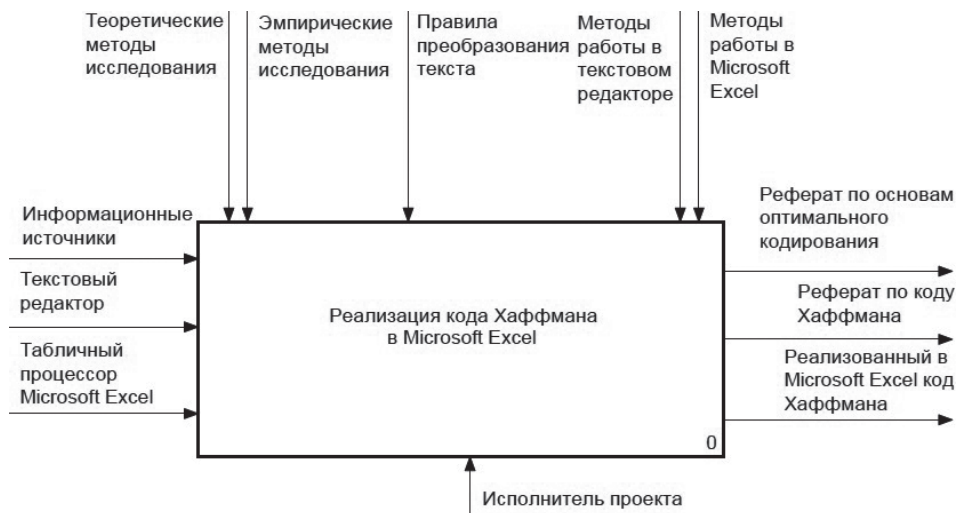 Теоретические
методы
исследования
Эмпирические
методы
исследования
Правила
преобразования
текста
Методы
работы в
текстовом
редакторе
Методы
работы в
Microsoft
Excel
Информационные
источники
Текстовый
редактор
Табличный
процессор
Microsoft Excel
Реализация кода Хаффмана
в Microsoft Excel
0
Реферат по основам
оптимального
кодирования
Реферат по коду
Хаффмана
Реализованный в
Microsoft Excel код
Хаффмана
Исполнитель проекта